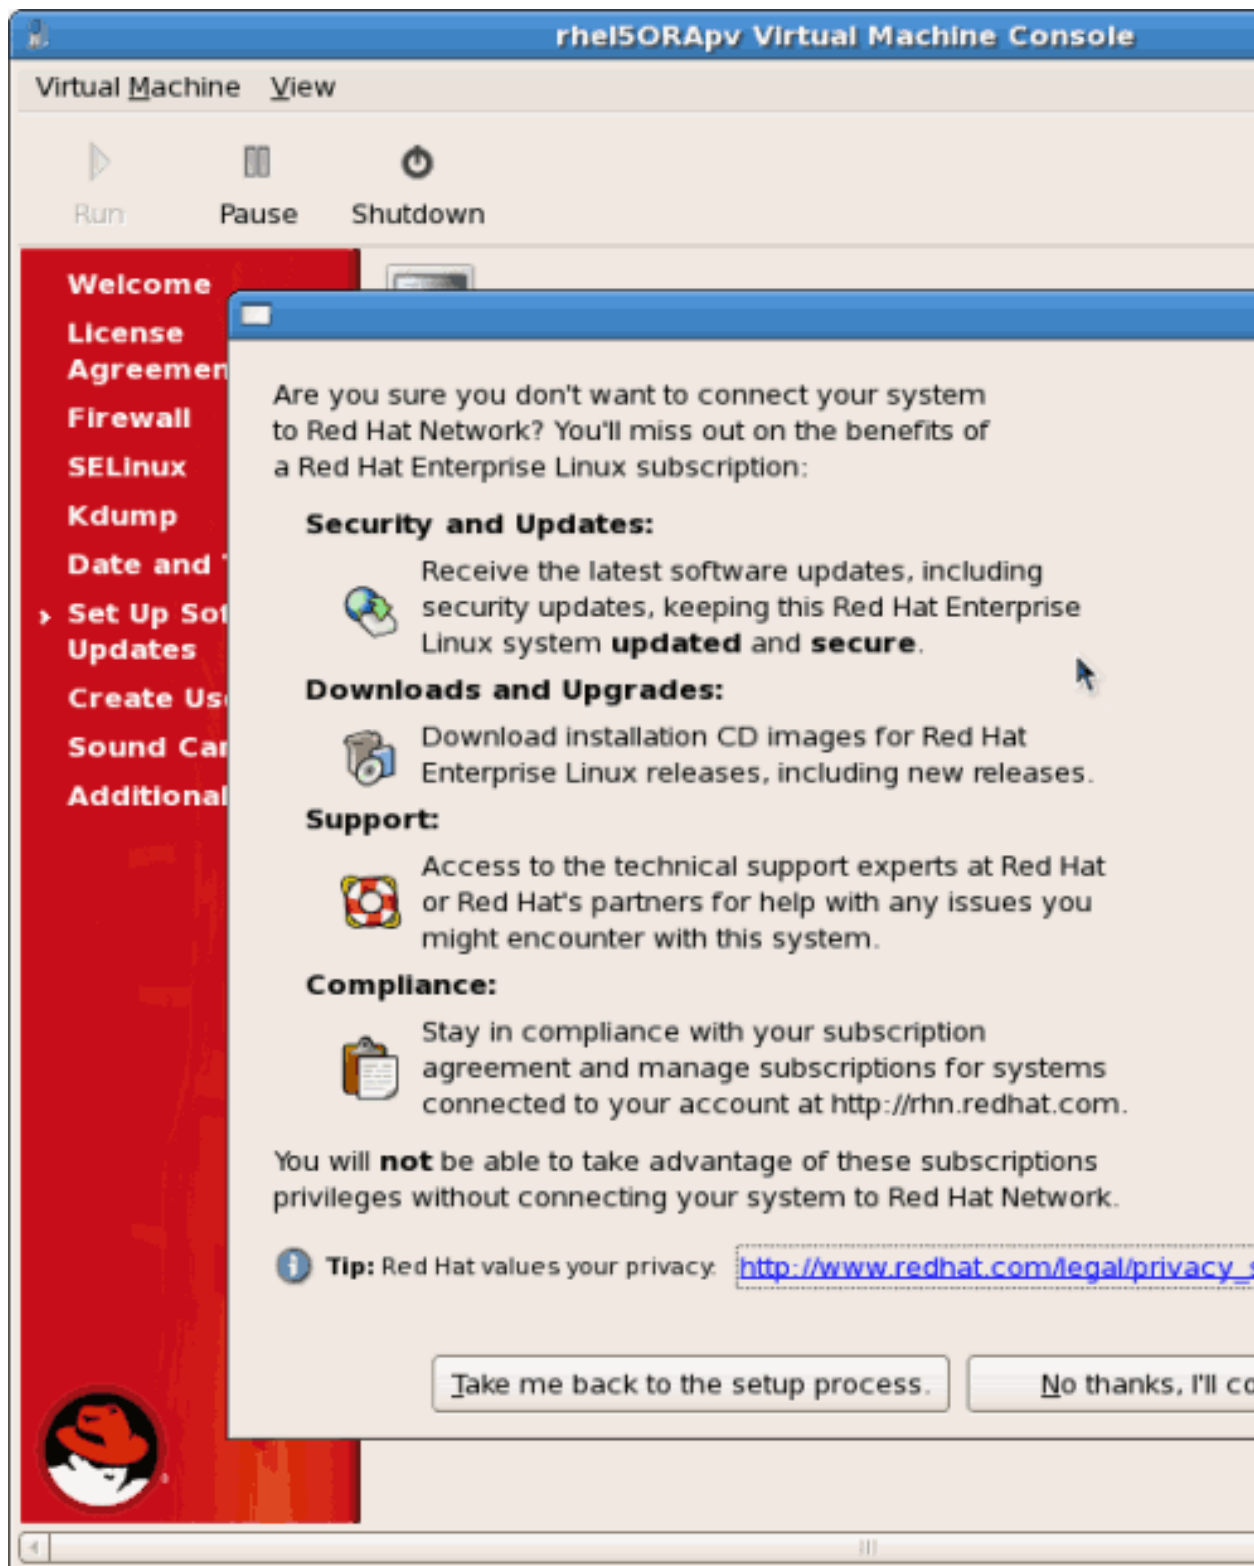 rhel5ORApv Virtual Machine Console
Virtual Machine View
Run Pause Shutdown
Welcome
License
Agreemen
Firewall
SELinux
Kdump
Date and
Set Up Sof
Updates
Create Us
Sound Car
Additional
Are you sure you don't want to connect your system
to Red Hat Network? You'll miss out on the benefits of
a Red Hat Enterprise Linux subscription:
Security and Updates:
Receive the latest software updates, including
security updates, keeping this Red Hat Enterprise
Linux system updated and secure.
Downloads and Upgrades:
Download installation CD images for Red Hat
Enterprise Linux releases, including new releases.
Support:
Access to the technical support experts at Red Hat
or Red Hat's partners for help with any issues you
might encounter with this system.
Compliance:
Stay in compliance with your subscription
agreement and manage subscriptions for systems
connected to your account at http://rhn.redhat.com.
You will not be able to take advantage of these subscriptions
privileges without connecting your system to Red Hat Network.
Tip: Red Hat values your privacy: http://www.redhat.com/legal/privacy_s
Take me back to the setup process.
No thanks, I'll co